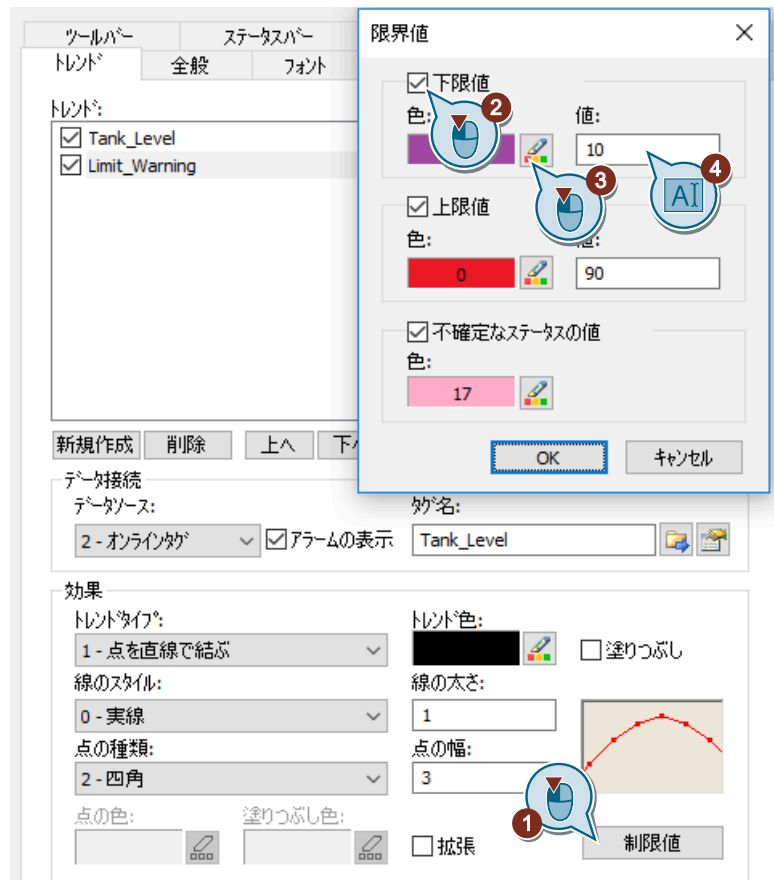 ツールバー
ステータスバー
トレンド
全般
フォント
トレンド:
Tank_Level
Limit_Warning
新規作成
削除
上へ
下へ
限界値
下限値
色:
値:
10
2
3
4
上限値
色:
値:
0
90
不確定なステータスの値
色:
17
OK
キャンセル
データ接続
データソース:
タグ名:
2 - オンラインタグ
アラームの表示
Tank_Level
効果
トレンドタイプ:
トレンド色:
1 - 点を直線で結ぶ
塗りつぶし
線のスタイル:
線の太さ:
0 - 実線
1
点の種類:
点の幅:
2 - 四角
3
点の色:
塗りつぶし色:
1
拡張
制限値